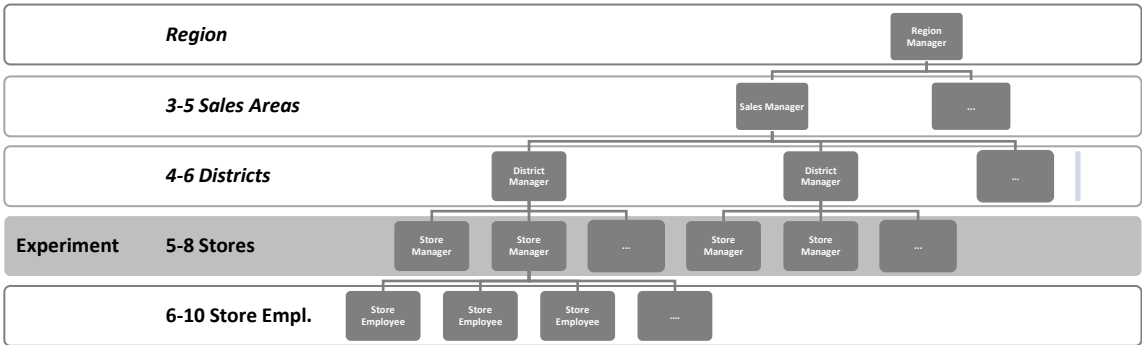 Region
Region
Manager
3-5 Sales Areas
Sales Manager
...
4-6 Districts
District
Manager
District
Manager
...
Experiment
5-8 Stores
Store
Manager
Store
Manager
...
Store
Manager
Store
Manager
...
6-10 Store Empl.
Store
Employee
Store
Employee
Store
Employee
....